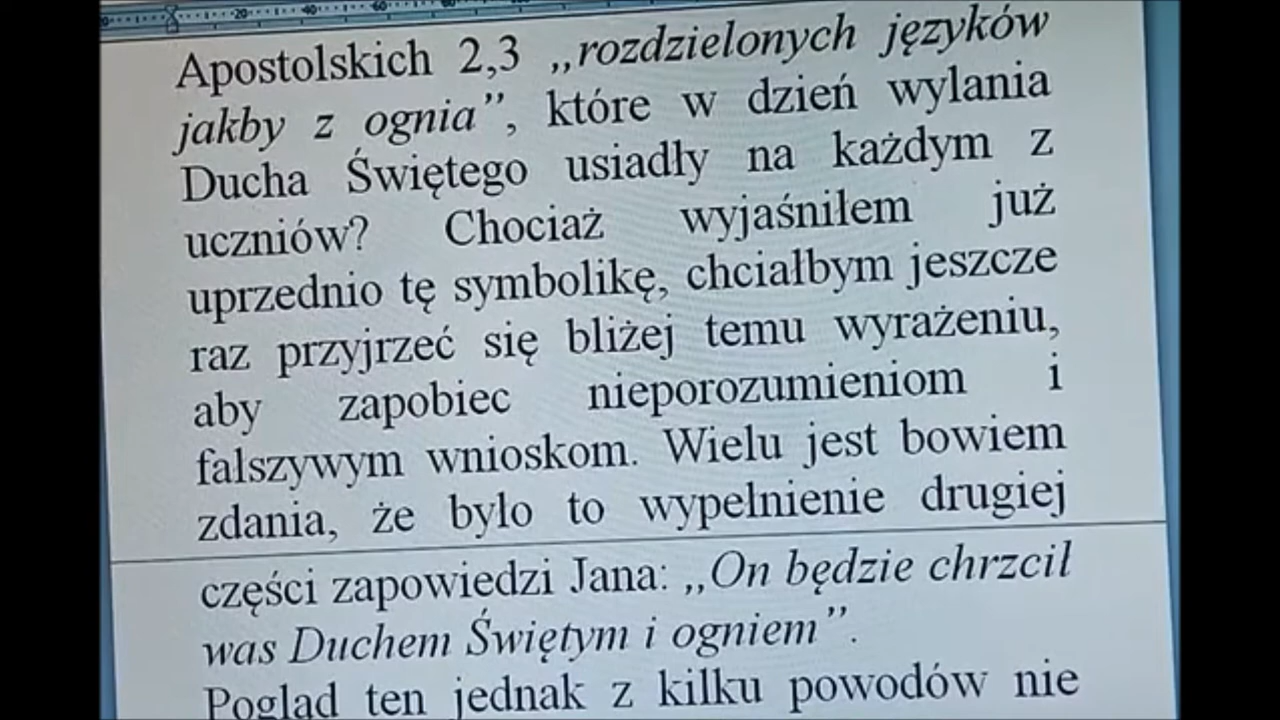 Apostolskich 2,3 „rozdzielonych języków
jakby z ognia”, które w dzień wylania
Ducha Świętego usiadły na każdym z
uczniów? Chociaż wyjaśniłem już
uprzednio tę symbolikę, chciałbym jeszcze
raz przyjrzeć się bliżej temu wyrażeniu,
aby zapobiec nieporozumieniom i
falszywym wnioskom. Wielu jest bowiem
zdania, że było to wypełnienie drugiej
części zapowiedzi Jana: „On będzie chrzcił
was Duchem Świętym i ogniem”.
Pogląd ten jednak z kilku powodów nie